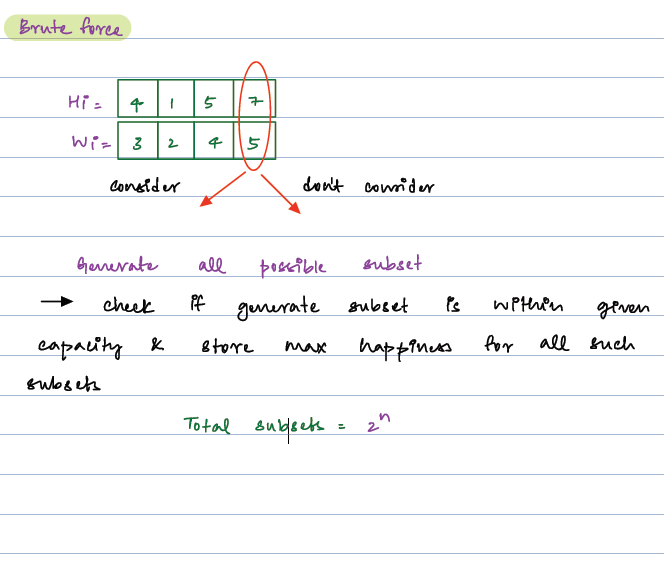 Brute force
Hi = 4 1 5 7
Wi = 3 2 4 5
consider don't consider
Generate all possible subset
→ check if generate subset is within given
capacity & store max happiness for all such
subsets
Total subsets = 2^n